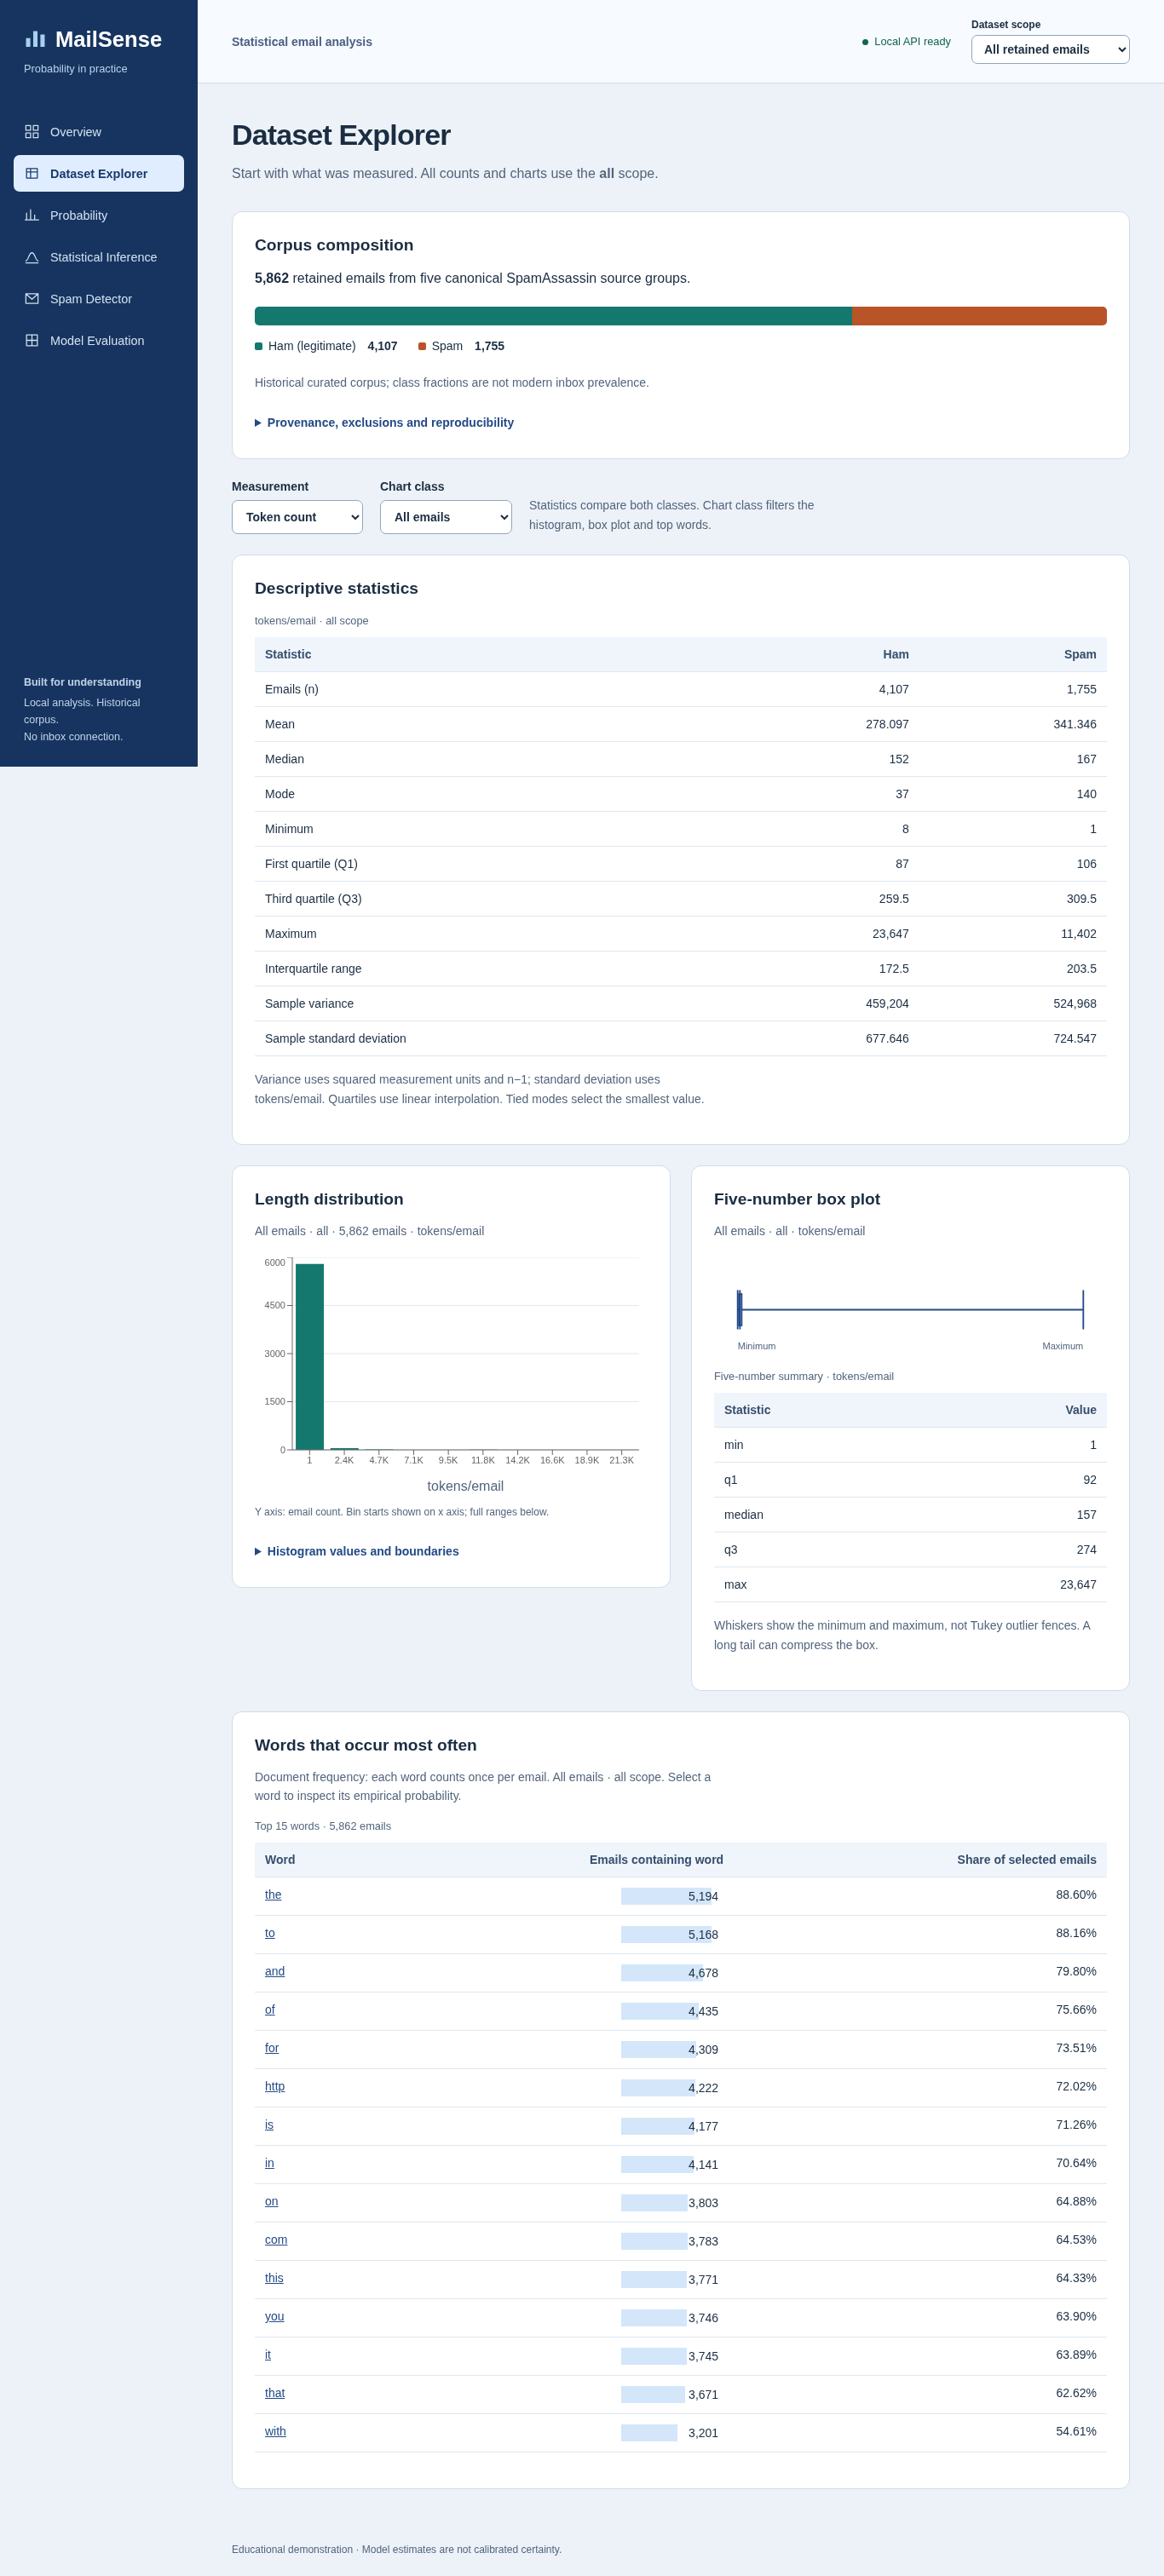 MailSense
Probability in practice
Overview
Dataset Explorer
Probability
Statistical Inference
Spam Detector
Model Evaluation
Built for understanding
Local analysis. Historical
corpus.
No inbox connection.
Statistical email analysis
Local API ready
Dataset scope
All retained emails
Dataset Explorer
Start with what was measured. All counts and charts use the all scope.
Corpus composition
5,862 retained emails from five canonical SpamAssassin source groups.
Ham (legitimate) 4,107 Spam 1,755
Historical curated corpus; class fractions are not modern inbox prevalence.
Provenance, exclusions and reproducibility
Measurement
Token count
Chart class
All emails
Statistics compare both classes. Chart class filters the
histogram, box plot and top words.
Descriptive statistics
tokens/email · all scope
Statistic Ham Spam
Emails (n) 4,107 1,755
Mean 278.097 341.346
Median 152 167
Mode 37 140
Minimum 8 1
First quartile (Q1) 87 106
Third quartile (Q3) 259.5 309.5
Maximum 23,647 11,402
Interquartile range 172.5 203.5
Sample variance 459,204 524,968
Sample standard deviation 677.646 724.547
Variance uses squared measurement units and n−1; standard deviation uses
tokens/email. Quartiles use linear interpolation. Tied modes select the smallest value.
Length distribution
All emails · all · 5,862 emails · tokens/email
6000
4500
3000
1500
0
1 2.4K 4.7K 7.1K 9.5K 11.8K 14.2K 16.6K 18.9K 21.3K
tokens/email
Y axis: email count. Bin starts shown on x axis; full ranges below.
Histogram values and boundaries
Five-number box plot
All emails · all · tokens/email
Minimum Maximum
Five-number summary · tokens/email
Statistic Value
min 1
q1 92
median 157
q3 274
max 23,647
Whiskers show the minimum and maximum, not Tukey outlier fences. A
long tail can compress the box.
Words that occur most often
Document frequency: each word counts once per email. All emails · all scope. Select a
word to inspect its empirical probability.
Top 15 words · 5,862 emails
Word Emails containing word Share of selected emails
the 5,194 88.60%
to 5,168 88.16%
and 4,678 79.80%
of 4,435 75.66%
for 4,309 73.51%
http 4,222 72.02%
is 4,177 71.26%
in 4,141 70.64%
on 3,803 64.88%
com 3,783 64.53%
this 3,771 64.33%
you 3,746 63.90%
it 3,745 63.89%
that 3,671 62.62%
with 3,201 54.61%
Educational demonstration · Model estimates are not calibrated certainty.